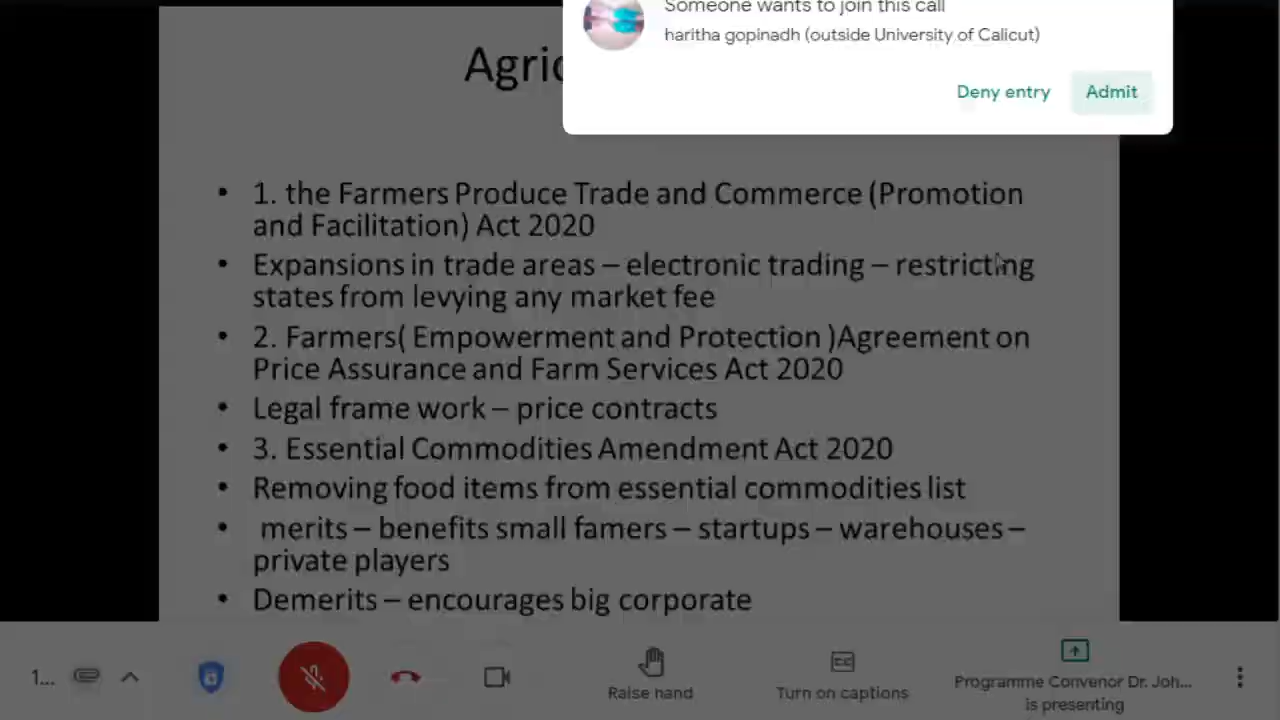 Someone wants to join this call
haritha gopinadh (outside University of Calicut)
Deny entry Admit
Agric
• 1. the Farmers Produce Trade and Commerce (Promotion
and Facilitation) Act 2020
• Expansions in trade areas – electronic trading – restricting
states from levying any market fee
• 2. Farmers( Empowerment and Protection )Agreement on
Price Assurance and Farm Services Act 2020
• Legal frame work – price contracts
• 3. Essential Commodities Amendment Act 2020
• Removing food items from essential commodities list
• merits – benefits small famers – startups – warehouses –
private players
• Demerits – encourages big corporate
1...
Raise hand
Turn on captions
Programme Convenor Dr. Joh...
is presenting